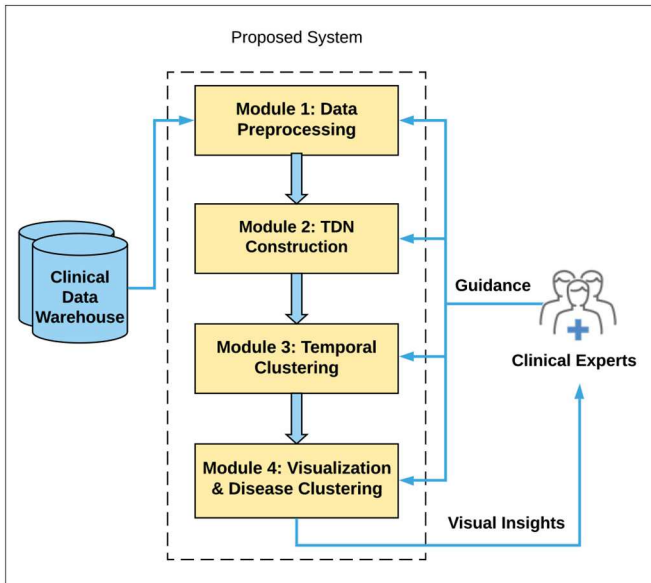 Proposed System
Module 1: Data
Preprocessing
Module 2: TDN
Construction
Clinical
Data
Warehouse
Guidance
Clinical Experts
Module 3: Temporal
Clustering
Module 4: Visualization
& Disease Clustering
Visual Insights